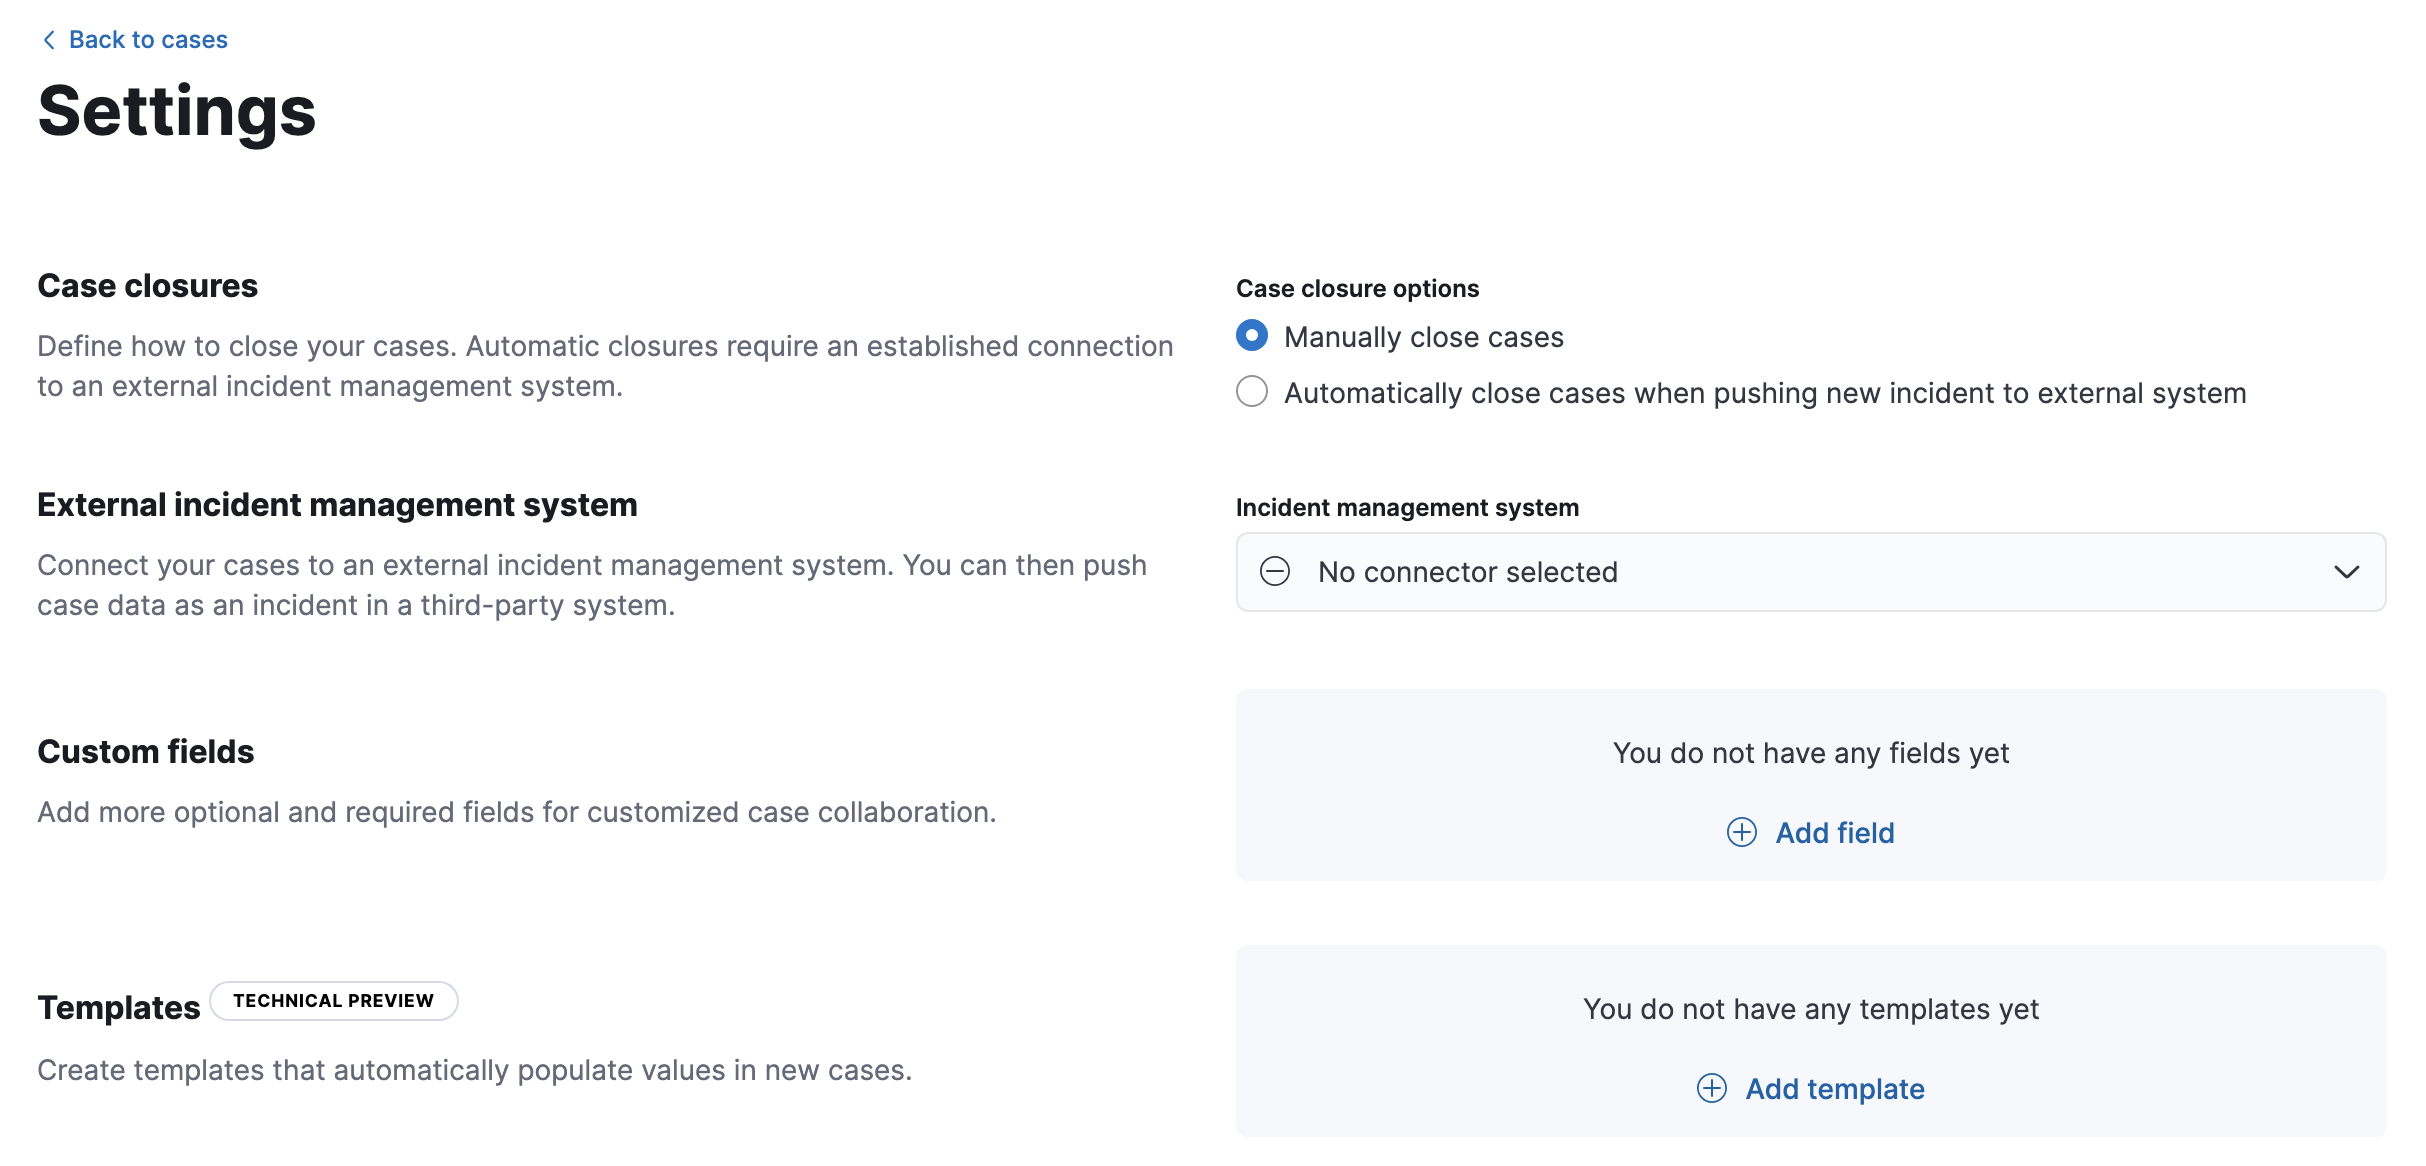 Back to cases
Settings
Case closures
Define how to close your cases. Automatic closures require an established connection
to an external incident management system.
Case closure options
Manually close cases
Automatically close cases when pushing new incident to external system
External incident management system
Connect your cases to an external incident management system. You can then push
case data as an incident in a third-party system.
Incident management system
No connector selected
Custom fields
Add more optional and required fields for customized case collaboration.
You do not have any fields yet
Add field
Templates TECHNICAL PREVIEW
Create templates that automatically populate values in new cases.
You do not have any templates yet
Add template